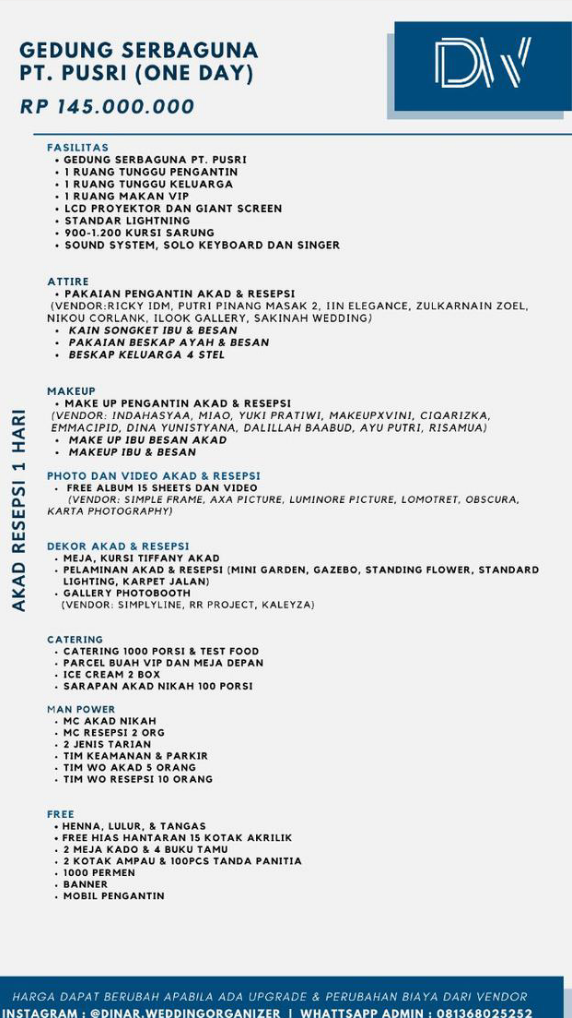 GEDUNG SERBAGUNA
PT. PUSRI (ONE DAY)
RP 145.000.000
DW
AKAD RESEPSI 1 HARI
FASILITAS
• GEDUNG SERBAGUNA PT. PUSRI
• 1 RUANG TUNGGU PENGANTIN
• 1 RUANG TUNGGU KELUARGA
• 1 RUANG MAKAN VIP
• LCD PROYEKTOR DAN GIANT SCREEN
• STANDAR LIGHTNING
• 900-1.200 KURSI SARUNG
• SOUND SYSTEM, SOLO KEYBOARD DAN SINGER
ATTIRE
• PAKAIAN PENGANTIN AKAD & RESEPSI
(VENDOR:RICKY IDM, PUTRI PINANG MASAK 2, IIN ELEGANCE, ZULKARNAIN ZOEL,
NIKOU CORLANK, ILOOK GALLERY, SAKINAH WEDDING)
• KAIN SONGKET IBU & BESAN
• PAKAIAN BESKAP AYAH & BESAN
• BESKAP KELUARGA 4 STEL
MAKEUP
• MAKE UP PENGANTIN AKAD & RESEPSI
(VENDOR: INDAHASYAA, MIAO, YUKI PRATIWI, MAKEUPXVINI, CIQARIZKA,
EMMACIPID, DINA YUNISTYANA, DALILLAH BAABUD, AYU PUTRI, RISAMUA)
• MAKE UP IBU BESAN AKAD
• MAKEUP IBU & BESAN
PHOTO DAN VIDEO AKAD & RESEPSI
• FREE ALBUM 15 SHEETS DAN VIDEO
(VENDOR: SIMPLE FRAME, AXA PICTURE, LUMINORE PICTURE, LOMOTRET, OBSCURA,
KARTA PHOTOGRAPHY)
DEKOR AKAD & RESEPSI
• MEJA, KURSI TIFFANY AKAD
• PELAMINAN AKAD & RESEPSI (MINI GARDEN, GAZEBO, STANDING FLOWER, STANDARD
LIGHTING, KARPET JALAN)
• GALLERY PHOTOBOOTH
(VENDOR: SIMPLYLINE, RR PROJECT, KALEYZA)
CATERING
• CATERING 1000 PORSI & TEST FOOD
• PARCEL BUAH VIP DAN MEJA DEPAN
• ICE CREAM 2 BOX
• SARAPAN AKAD NIKAH 100 PORSI
MAN POWER
• MC AKAD NIKAH
• MC RESEPSI 2 ORG
• 2 JENIS TARIAN
• TIM KEAMANAN & PARKIR
• TIM WO AKAD 5 ORANG
• TIM WO RESEPSI 10 ORANG
FREE
• HENNA, LULUR, & TANGAS
• FREE HIAS HANTARAN 15 KOTAK AKRILIK
• 2 MEJA KADO & 4 BUKU TAMU
• 2 KOTAK AMPAU & 100PCS TANDA PANITIA
• 1000 PERMEN
• BANNER
• MOBIL PENGANTIN
HARGA DAPAT BERUBAH APABILA ADA UPGRADE & PERUBAHAN BIAYA DARI VENDOR
INSTAGRAM : @DINAR.WEDDINGORGANIZER | WHATTSAPP ADMIN : 081368025252